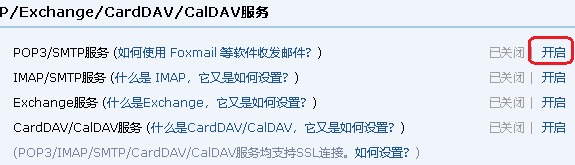 P/Exchange/CardDAV/CalDAV服务
POP3/SMTP服务 (如何使用 Foxmail 等软件收发邮件? ) 已关闭 | 开启
IMAP/SMTP服务 (什么是 IMAP，它又是如何设置? ) 已关闭 | 开启
Exchange服务 (什么是Exchange，它又是如何设置? ) 已关闭 | 开启
CardDAV/CalDAV服务 (什么是CardDAV/CalDAV，它又是如何设置? ) 已关闭 | 开启
(POP3/IMAP/SMTP/CardDAV/CalDAV服务均支持SSL连接。如何设置? )